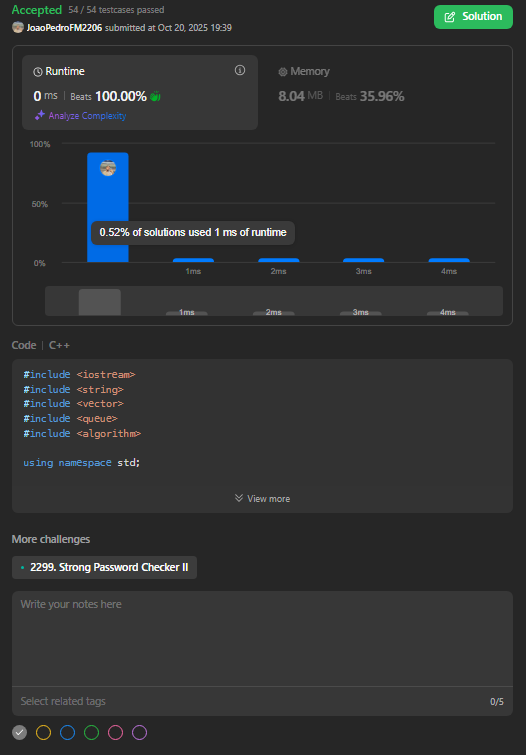 Accepted 54 / 54 testcases passed
JoaoPedroFM2206 submitted at Oct 20, 2025 19:39
Solution
Runtime
0 ms | Beats 100.00%
Analyze Complexity
Memory
8.04 MB | Beats 35.96%
100%
50%
0%
0.52% of solutions used 1 ms of runtime
1ms 2ms 3ms 4ms
1ms 2ms 3ms 4ms
Code | C++
#include <iostream>
#include <string>
#include <vector>
#include <queue>
#include <algorithm>
using namespace std;
View more
More challenges
2299. Strong Password Checker II
Write your notes here
Select related tags 0/5